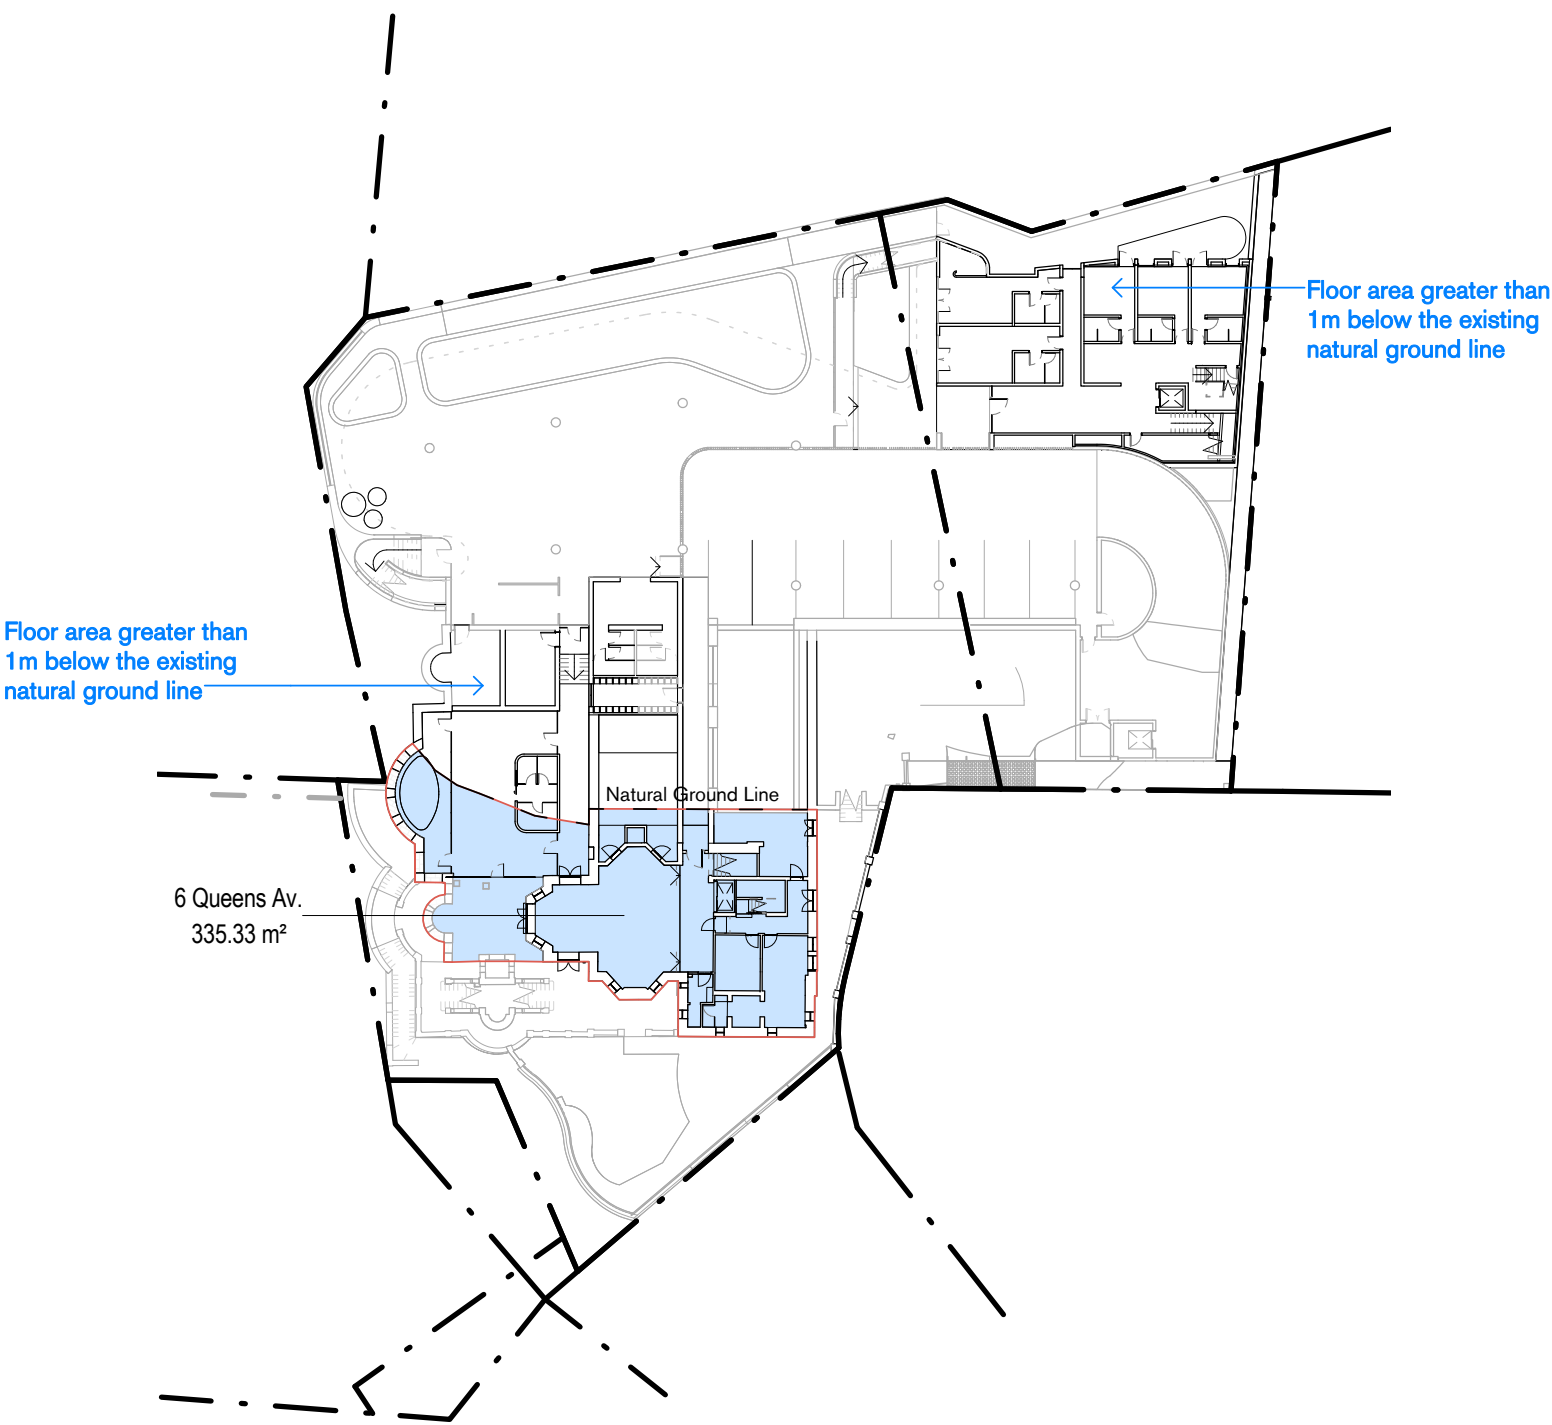 Floor area greater than
1m below the existing
natural ground line
Floor area greater than
1m below the existing
natural ground line
Natural Ground Line
6 Queens Av.
335.33 m²